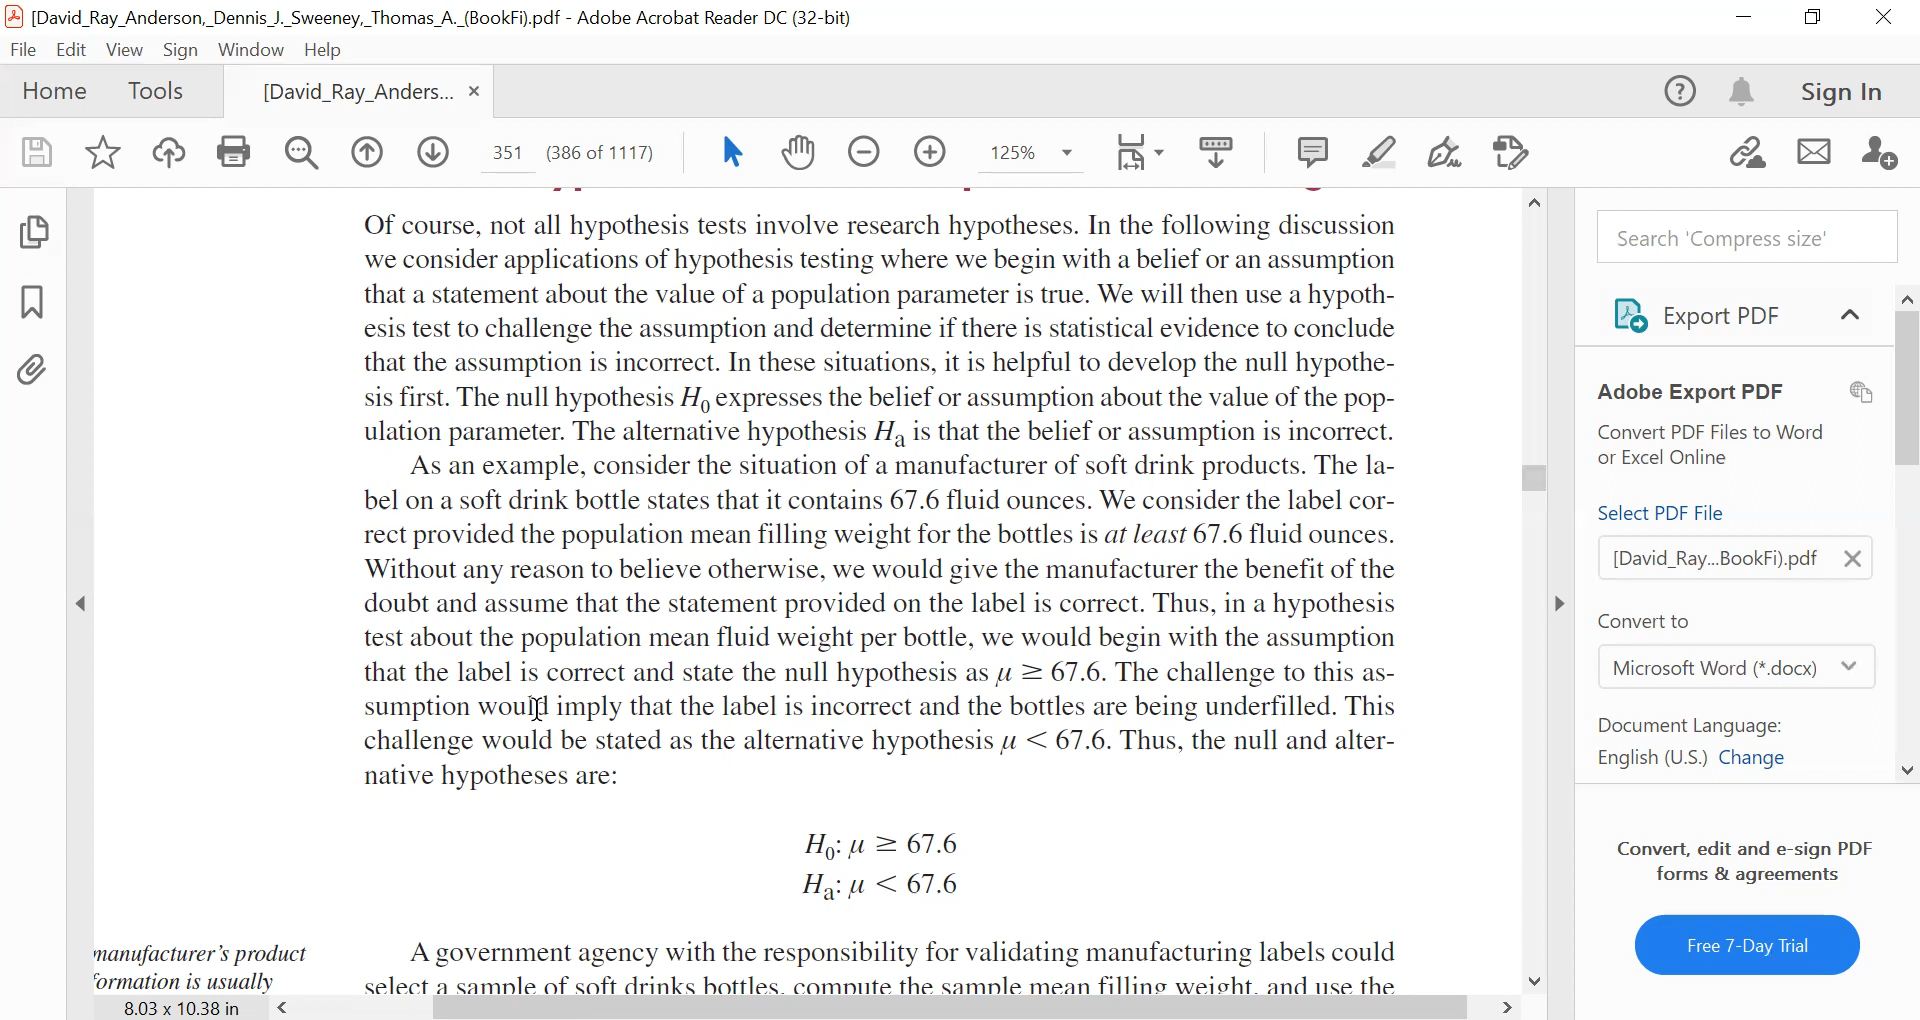 [David_Ray_Anderson,_Dennis_J._Sweeney,_Thomas_A._(BookFi).pdf - Adobe Acrobat Reader DC (32-bit)
File Edit View Sign Window Help
Home Tools [David_Ray_Anders... × Sign In
351 (386 of 1117) 125%
Of course, not all hypothesis tests involve research hypotheses. In the following discussion
we consider applications of hypothesis testing where we begin with a belief or an assumption
that a statement about the value of a population parameter is true. We will then use a hypoth-
esis test to challenge the assumption and determine if there is statistical evidence to conclude
that the assumption is incorrect. In these situations, it is helpful to develop the null hypothe-
sis first. The null hypothesis H₀ expresses the belief or assumption about the value of the pop-
ulation parameter. The alternative hypothesis Hₐ is that the belief or assumption is incorrect.
As an example, consider the situation of a manufacturer of soft drink products. The la-
bel on a soft drink bottle states that it contains 67.6 fluid ounces. We consider the label cor-
rect provided the population mean filling weight for the bottles is at least 67.6 fluid ounces.
Without any reason to believe otherwise, we would give the manufacturer the benefit of the
doubt and assume that the statement provided on the label is correct. Thus, in a hypothesis
test about the population mean fluid weight per bottle, we would begin with the assumption
that the label is correct and state the null hypothesis as μ ≥ 67.6. The challenge to this as-
sumption would imply that the label is incorrect and the bottles are being underfilled. This
challenge would be stated as the alternative hypothesis μ < 67.6. Thus, the null and alter-
native hypotheses are:
H₀: μ ≥ 67.6
Hₐ: μ < 67.6
A government agency with the responsibility for validating manufacturing labels could
select a sample of soft drinks bottles, compute the sample mean filling weight, and use the
manufacturer's product
formation is usually
8.03 x 10.38 in
Search 'Compress size'
Export PDF
Adobe Export PDF
Convert PDF Files to Word
or Excel Online
Select PDF File
[David_Ray...BookFi).pdf
Convert to
Microsoft Word (*.docx)
Document Language:
English (U.S.) Change
Convert, edit and e-sign PDF
forms & agreements
Free 7-Day Trial